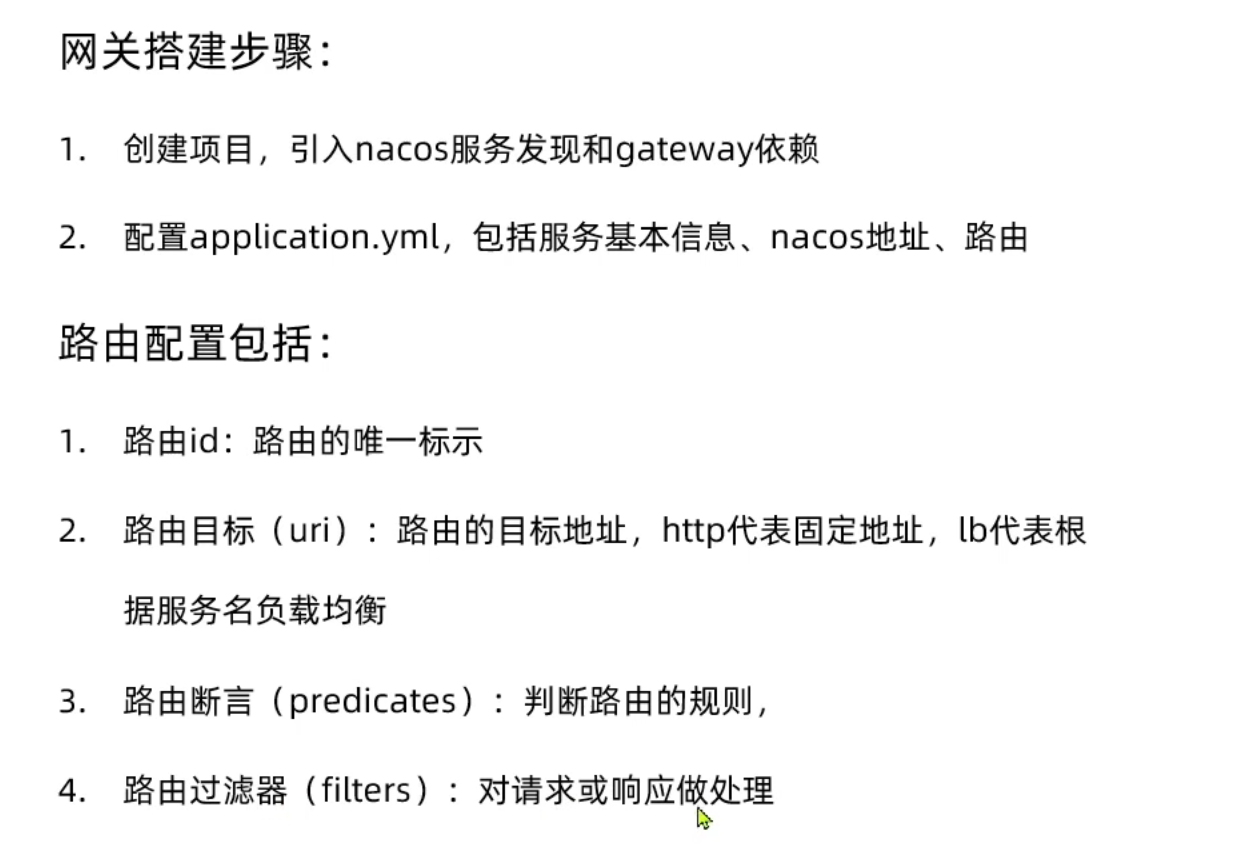 网关搭建步骤：
1. 创建项目，引入nacos服务发现和gateway依赖
2. 配置application.yml，包括服务基本信息、nacos地址、路由
路由配置包括：
1. 路由id：路由的唯一标示
2. 路由目标（uri）：路由的目标地址，http代表固定地址，lb代表根
据服务名负载均衡
3. 路由断言（predicates）：判断路由的规则，
4. 路由过滤器（filters）：对请求或响应做处理